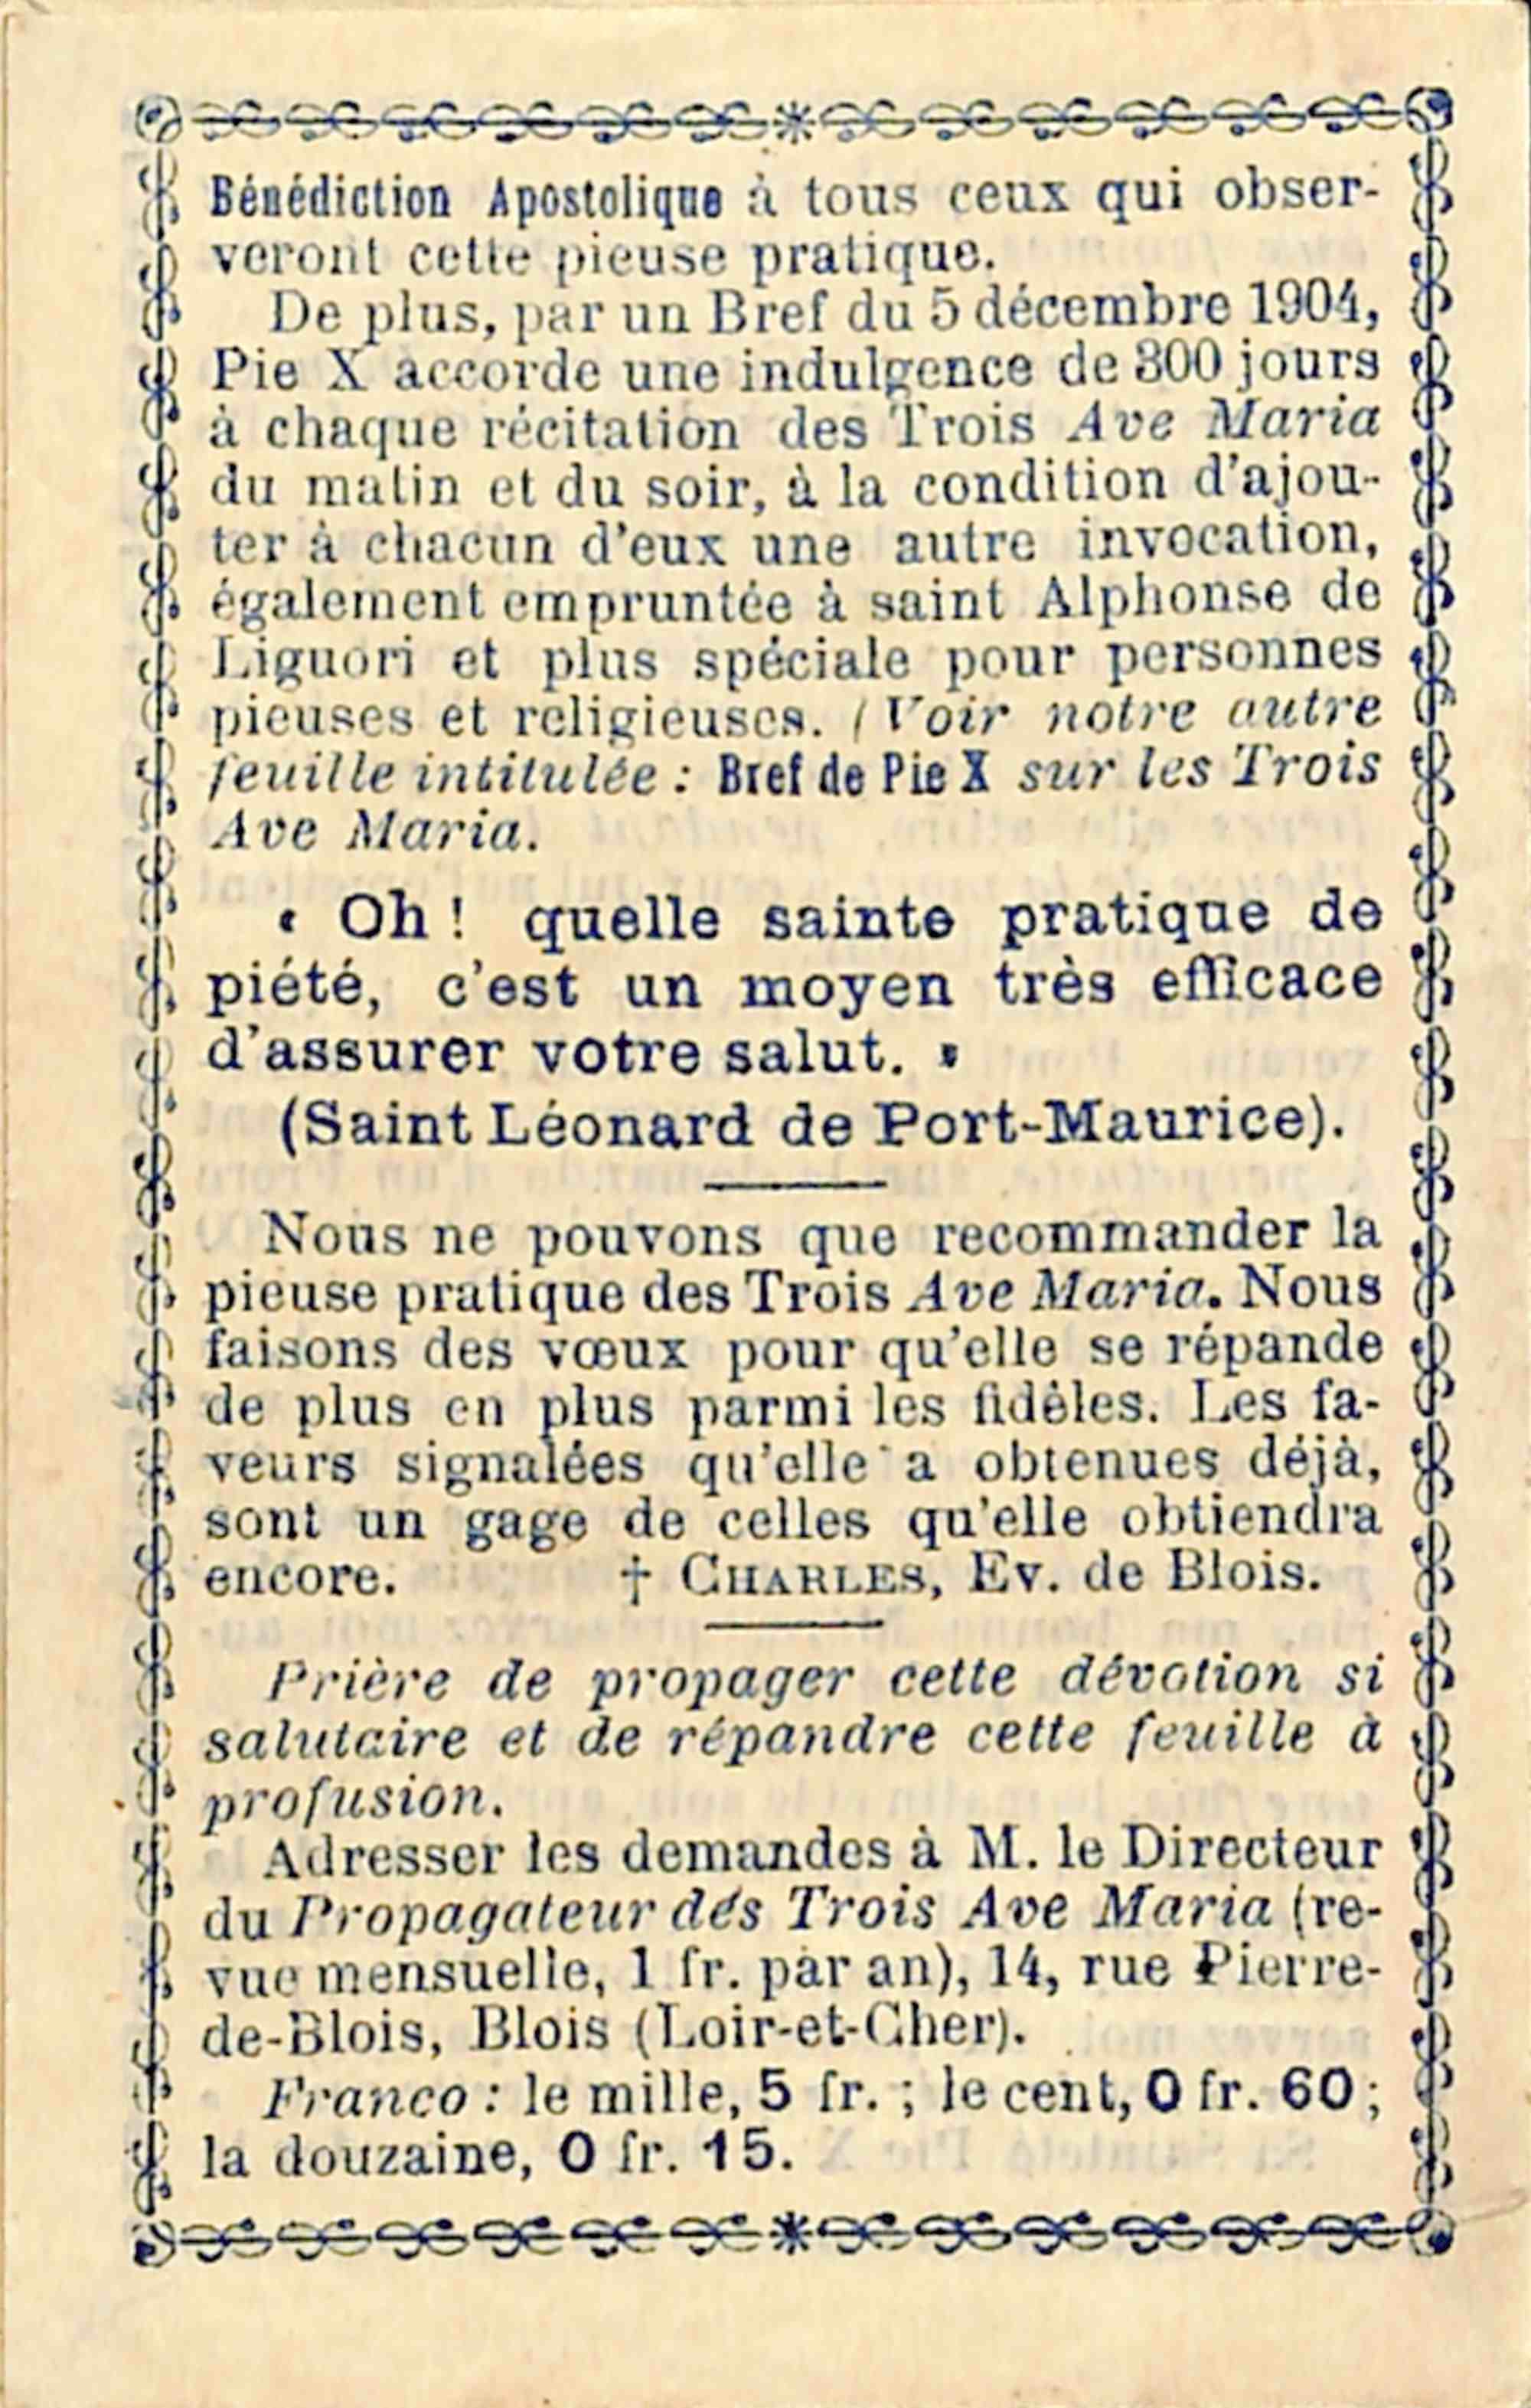 Bénédiction Apostolique à tous ceux qui obser-
veront cette pieuse pratique.
De plus, par un Bref du 5 décembre 1904,
Pie X accorde une indulgence de 300 jours
à chaque récitation des Trois Ave Maria
du matin et du soir, à la condition d'ajou-
ter à chacun d'eux une autre invocation,
également empruntée à saint Alphonse de
Liguori et plus spéciale pour personnes
pieuses et religieuses. (Voir notre autre
feuille intitulée : Bref de Pie X sur les Trois
Ave Maria.
« Oh ! quelle sainte pratique de
piété, c'est un moyen très efficace
d'assurer votre salut. »
(Saint Léonard de Port-Maurice).
Nous ne pouvons que recommander la
pieuse pratique des Trois Ave Maria. Nous
faisons des vœux pour qu'elle se répande
de plus en plus parmi les fidèles. Les fa-
veurs signalées qu'elle a obtenues déjà,
sont un gage de celles qu'elle obtiendra
encore. † CHARLES, Ev. de Blois.
Prière de propager cette dévotion si
salutaire et de répandre cette feuille à
profusion.
Adresser les demandes à M. le Directeur
du Propagateur dés Trois Ave Maria (re-
vue mensuelle, 1 fr. par an), 14, rue Pierre-
de-Blois, Blois (Loir-et-Cher).
Franco : le mille, 5 fr. ; le cent, 0 fr. 60 ;
la douzaine, 0 fr. 15.